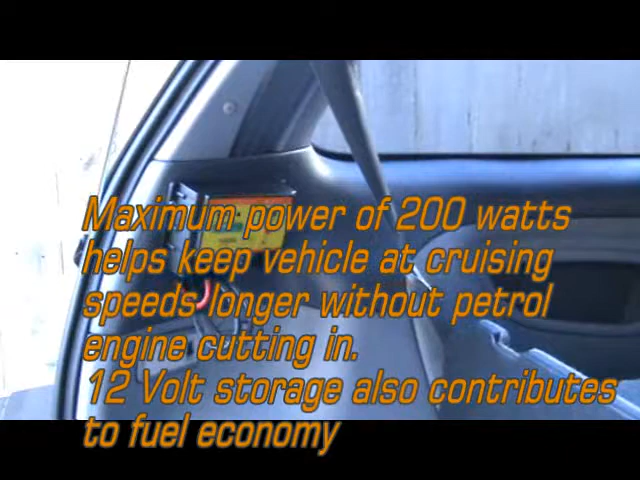 Maximum power of 200 watts
helps keep vehicle at cruising
speeds longer without petrol
engine cutting in.
12 Volt storage also contributes
to fuel economy